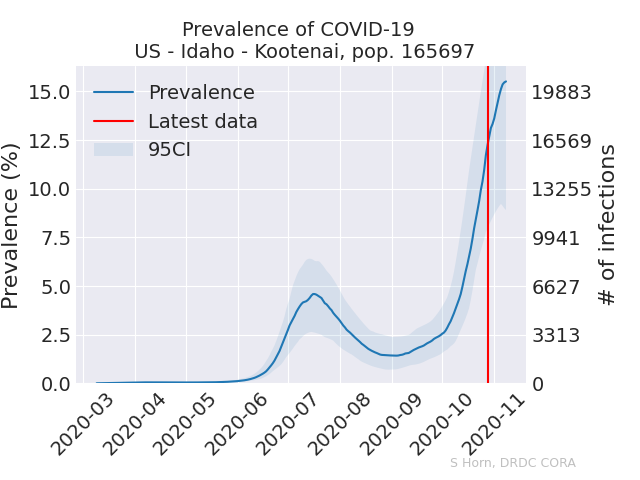 Prevalence of COVID-19
US - Idaho - Kootenai, pop. 165697
Prevalence
Latest data
95CI
Prevalence (%)
15.0
12.5
10.0
7.5
5.0
2.5
0.0
19883
16569
13255
9941
6627
3313
0
# of infections
2020-03
2020-04
2020-05
2020-06
2020-07
2020-08
2020-09
2020-10
2020-11
S Horn, DRDC CORA